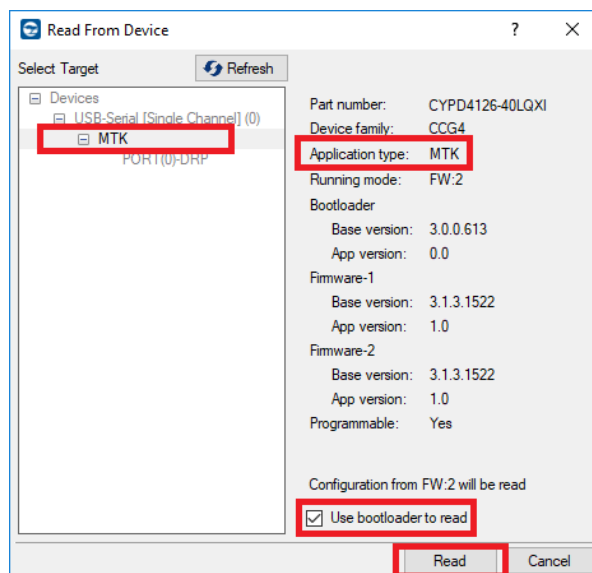 Read From Device
Select Target
Refresh
Devices
USB-Serial [Single Channel] (0)
MTK
PORT(0)-DRP
Part number: CYPD4126-40LQXI
Device family: CCG4
Application type: MTK
Running mode: FW:2
Bootloader
Base version: 3.0.0.613
App version: 0.0
Firmware-1
Base version: 3.1.3.1522
App version: 1.0
Firmware-2
Base version: 3.1.3.1522
App version: 1.0
Programmable: Yes
Configuration from FW:2 will be read
Use bootloader to read
Read Cancel